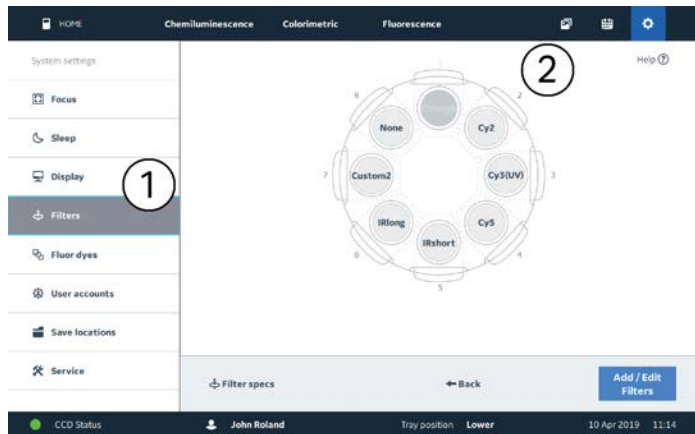 HOME
Chemiluminescence
Colorimetric
Fluorescence
System settings
Focus
Sleep
Display
Filters
Fluor dyes
User accounts
Save locations
Service
1
2
Help ?
1
2
3
4
5
6
7
8
Cy2
Cy3(UV)
Cy5
IRshort
IRlong
Custom2
None
Filter specs
Back
Add / Edit
Filters
CCD Status
John Roland
Tray position Lower
10 Apr 2019 11:14